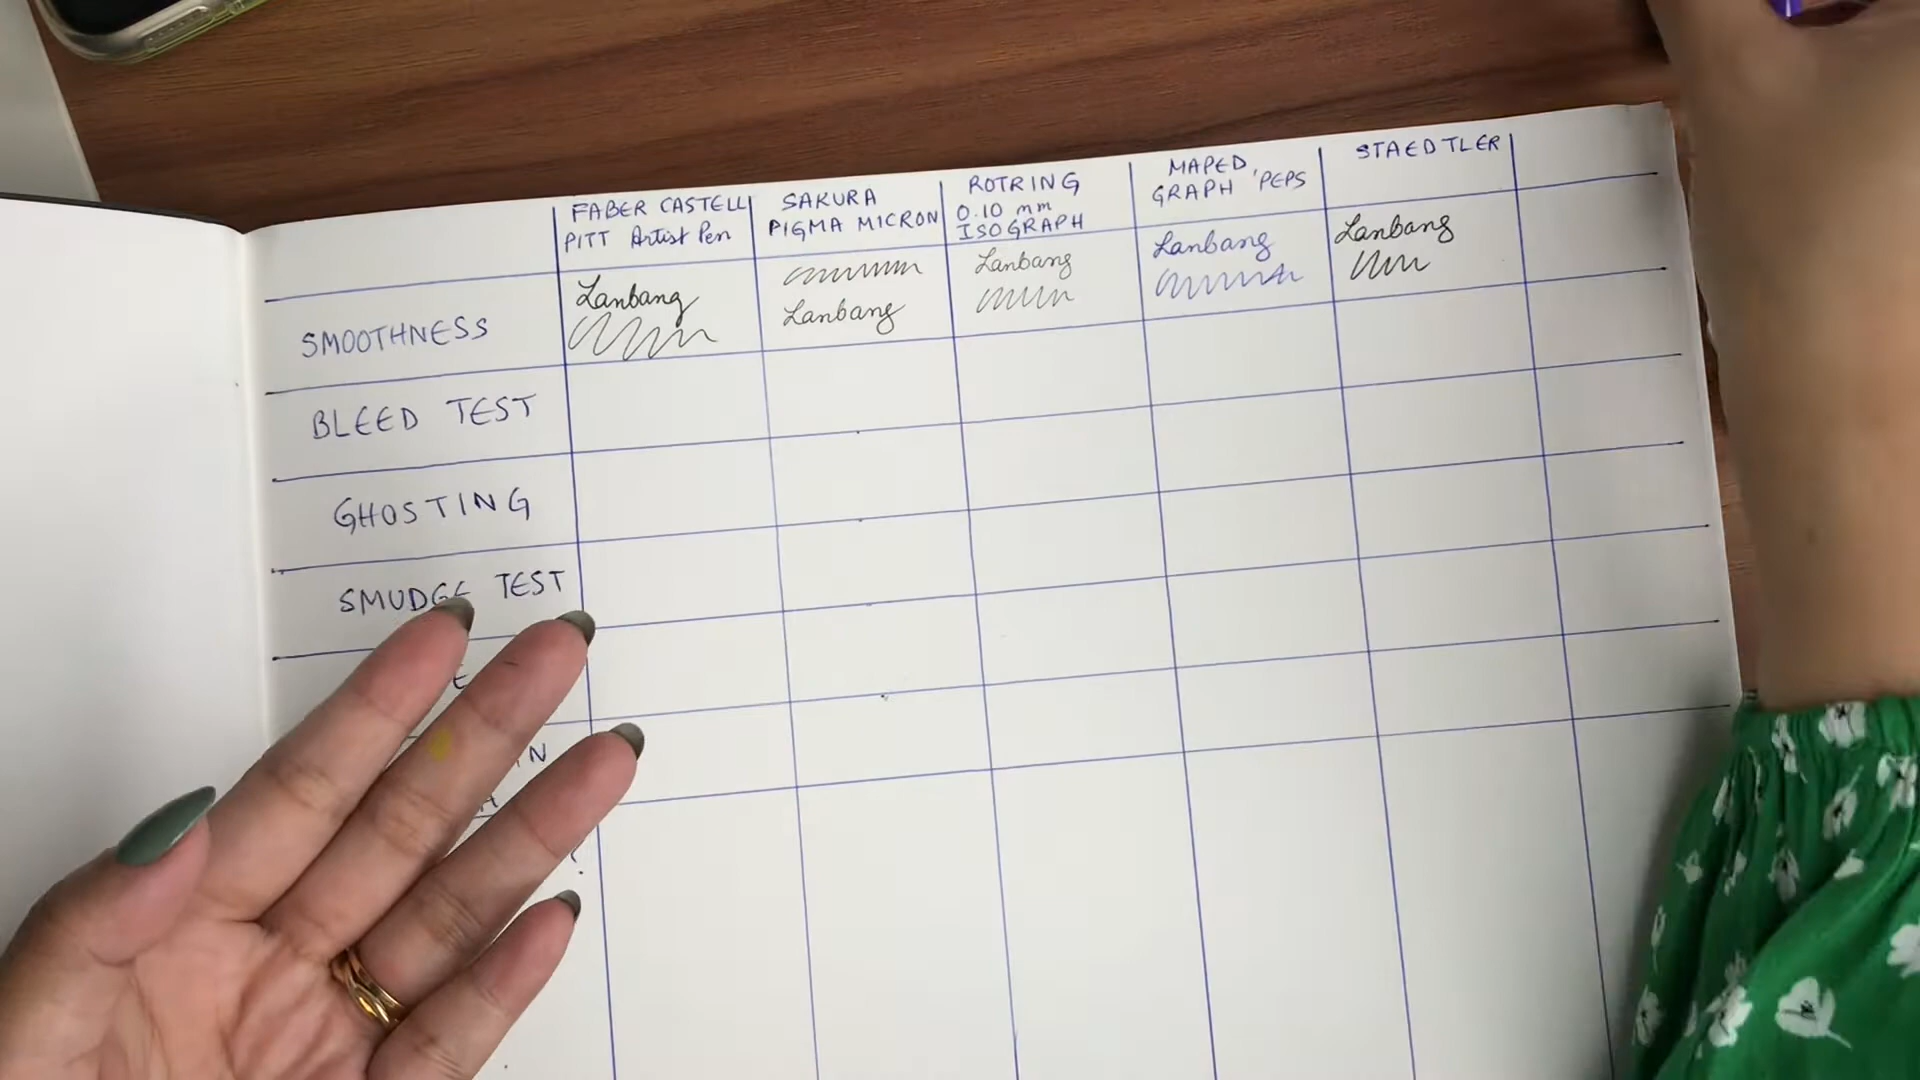 FABER CASTELL
PITT Artist Pen
SAKURA
PIGMA MICRON
ROTRING
0.10 mm
ISOGRAPH
MAPED
GRAPH 'PEPS
STAEDTLER
SMOOTHNESS
Lanbang
Lanbang
Lanbang
Lanbang
Lanbang
BLEED TEST
GHOSTING
SMUDGE TEST